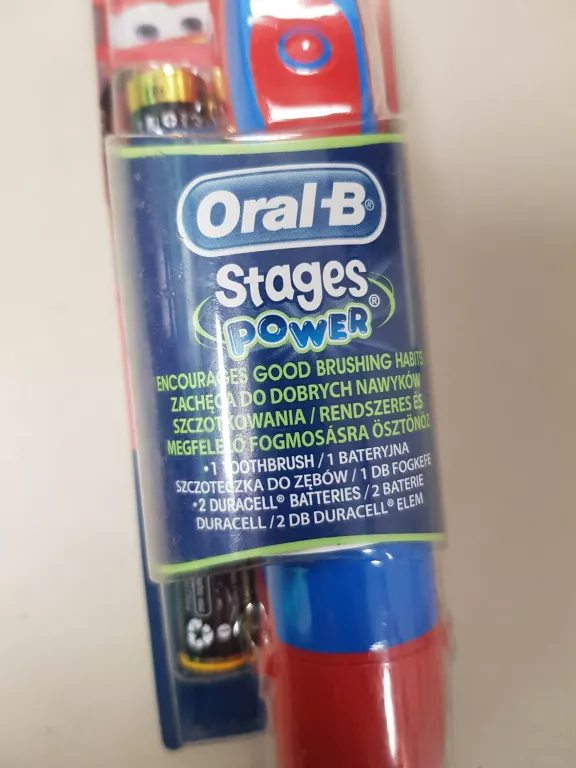 Oral-B®
Stages®
POWER
ENCOURAGES GOOD BRUSHING HABITS
ZACHĘCA DO DOBRYCH NAWYKÓW
SZCZOTKOWANIA / RENDSZERES ÉS
MEGFELELŐ FOGMOSÁSRA ÖSZTÖNÖZ
•1 TOOTHBRUSH / 1 BATERYJNA
SZCZOTECZKA DO ZĘBÓW / 1 DB FOGKEFE
•2 DURACELL® BATTERIES / 2 BATERIE
DURACELL / 2 DB DURACELL® ELEM